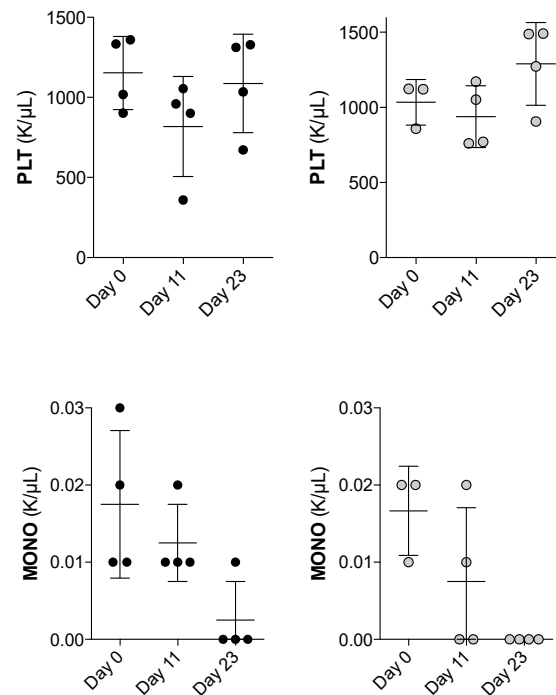 1500
1000
500
0
PLT (K/µL)
Day 0
Day 11
Day 23
1500
1000
500
0
PLT (K/µL)
Day 0
Day 11
Day 23
0.03
0.02
0.01
0.00
MONO (K/µL)
Day 0
Day 11
Day 23
0.03
0.02
0.01
0.00
MONO (K/µL)
Day 0
Day 11
Day 23